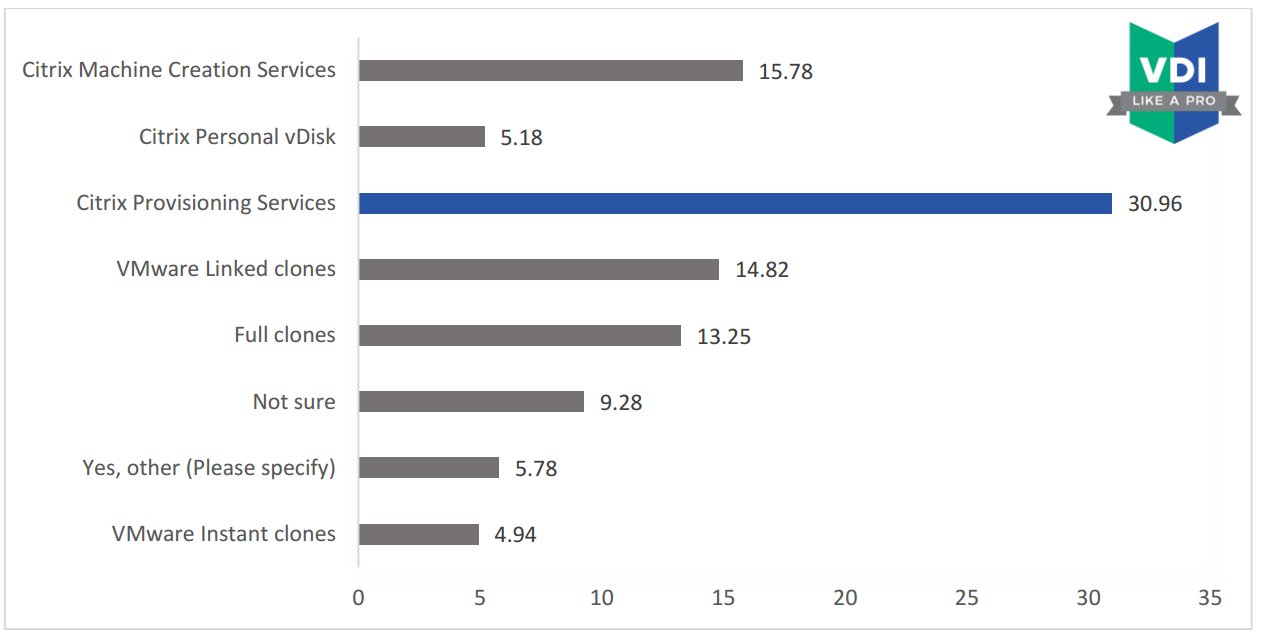 Citrix Machine Creation Services 15.78
VDI
LIKE A PRO
Citrix Personal vDisk 5.18
Citrix Provisioning Services 30.96
VMware Linked clones 14.82
Full clones 13.25
Not sure 9.28
Yes, other (Please specify) 5.78
VMware Instant clones 4.94
0 5 10 15 20 25 30 35